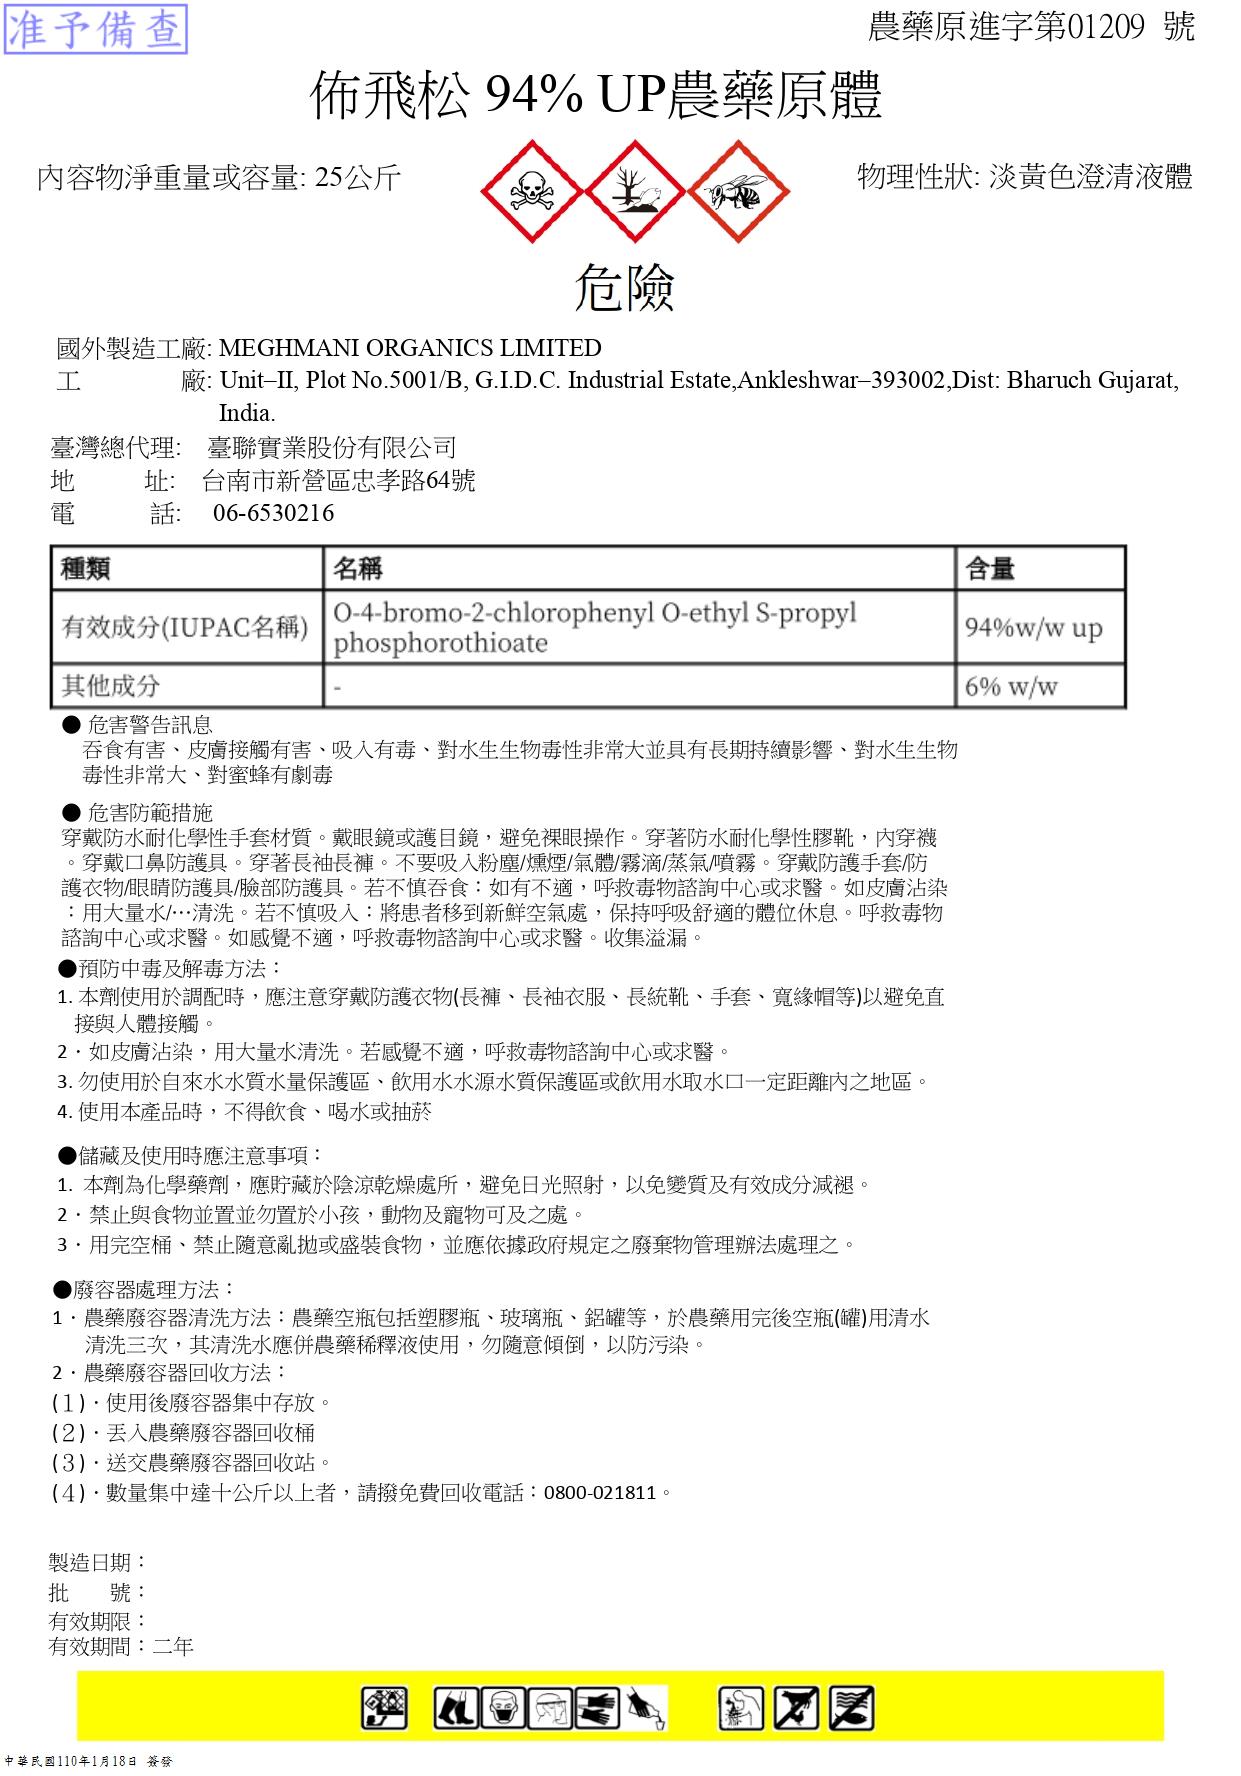 准予備查
農藥原進字第01209 號
佈飛松 94% UP農藥原體
內容物淨重量或容量: 25公斤
物理性狀: 淡黃色澄清液體
危險
國外製造工廠: MEGHMANI ORGANICS LIMITED
工 廠: Unit–II, Plot No.5001/B, G.I.D.C. Industrial Estate,Ankleshwar–393002,Dist: Bharuch Gujarat,
India.
臺灣總代理: 臺聯實業股份有限公司
地 址: 台南市新營區忠孝路64號
電 話: 06-6530216
種類 名稱 含量
有效成分(IUPAC名稱) O-4-bromo-2-chlorophenyl O-ethyl S-propyl 94%w/w up
phosphorothioate
其他成分 - 6% w/w
● 危害警告訊息
吞食有害、皮膚接觸有害、吸入有毒、對水生生物毒性非常大並具有長期持續影響、對水生生物
毒性非常大、對蜜蜂有劇毒
● 危害防範措施
穿戴防水耐化學性手套材質。戴眼鏡或護目鏡，避免裸眼操作。穿著防水耐化學性膠靴，內穿襪
。穿戴口鼻防護具。穿著長袖長褲。不要吸入粉塵/燻煙/氣體/霧滴/蒸氣/噴霧。穿戴防護手套/防
護衣物/眼睛防護具/臉部防護具。若不慎吞食：如有不適，呼救毒物諮詢中心或求醫。如皮膚沾染
：用大量水/…清洗。若不慎吸入：將患者移到新鮮空氣處，保持呼吸舒適的體位休息。呼救毒物
諮詢中心或求醫。如感覺不適，呼救毒物諮詢中心或求醫。收集溢漏。
●預防中毒及解毒方法：
1. 本劑使用於調配時，應注意穿戴防護衣物(長褲、長袖衣服、長統靴、手套、寬緣帽等)以避免直
接與人體接觸。
2．如皮膚沾染，用大量水清洗。若感覺不適，呼救毒物諮詢中心或求醫。
3. 勿使用於自來水水質水量保護區、飲用水水源水質保護區或飲用水取水口一定距離內之地區。
4. 使用本產品時，不得飲食、喝水或抽菸
●儲藏及使用時應注意事項：
1. 本劑為化學藥劑，應貯藏於陰涼乾燥處所，避免日光照射，以免變質及有效成分減褪。
2．禁止與食物並置並勿置於小孩，動物及寵物可及之處。
3．用完空桶、禁止隨意亂拋或盛裝食物，並應依據政府規定之廢棄物管理辦法處理之。
●廢容器處理方法：
1．農藥廢容器清洗方法：農藥空瓶包括塑膠瓶、玻璃瓶、鋁罐等，於農藥用完後空瓶(罐)用清水
清洗三次，其清洗水應併農藥稀釋液使用，勿隨意傾倒，以防污染。
2．農藥廢容器回收方法：
(１)．使用後廢容器集中存放。
(２)．丟入農藥廢容器回收桶
(３)．送交農藥廢容器回收站。
(４)．數量集中達十公斤以上者，請撥免費回收電話：0800-021811。
製造日期：
批 號：
有效期限：
有效期間：二年
中華民國110年1月18日 簽發